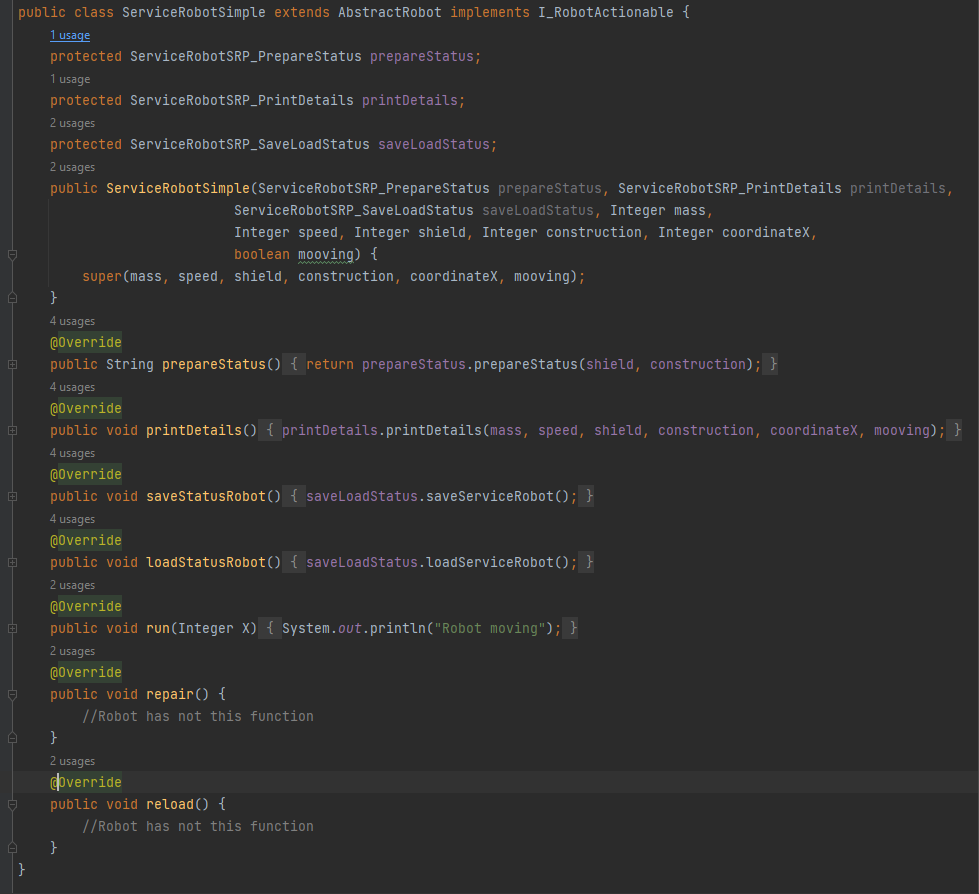 public class ServiceRobotSimple extends AbstractRobot implements I_RobotActionable {
1 usage
protected ServiceRobotSRP_PrepareStatus prepareStatus;
1 usage
protected ServiceRobotSRP_PrintDetails printDetails;
2 usages
protected ServiceRobotSRP_SaveLoadStatus saveLoadStatus;
2 usages
public ServiceRobotSimple(ServiceRobotSRP_PrepareStatus prepareStatus, ServiceRobotSRP_PrintDetails printDetails,
ServiceRobotSRP_SaveLoadStatus saveLoadStatus, Integer mass,
Integer speed, Integer shield, Integer construction, Integer coordinateX,
boolean mooving) {
super(mass, speed, shield, construction, coordinateX, mooving);
}
4 usages
@Override
public String prepareStatus() { return prepareStatus.prepareStatus(shield, construction); }
4 usages
@Override
public void printDetails() { printDetails.printDetails(mass, speed, shield, construction, coordinateX, mooving); }
4 usages
@Override
public void saveStatusRobot() { saveLoadStatus.saveServiceRobot(); }
4 usages
@Override
public void loadStatusRobot() { saveLoadStatus.loadServiceRobot(); }
2 usages
@Override
public void run(Integer X) { System.out.println("Robot moving"); }
2 usages
@Override
public void repair() {
//Robot has not this function
}
2 usages
@Override
public void reload() {
//Robot has not this function
}
}